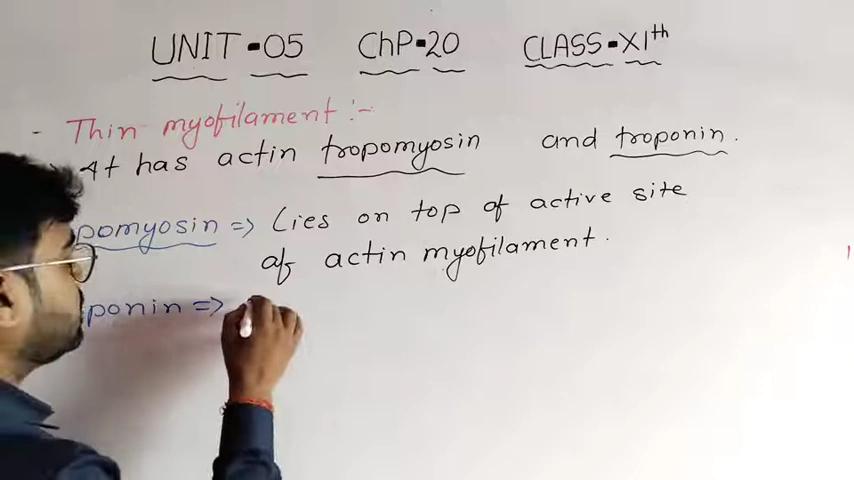 UNIT-05 ChP-20 CLASS-XIth
- Thin myofilament :-
It has actin tropomyosin and troponin.
pomyosin => Lies on top of active site
of actin myofilament.
ponin =>